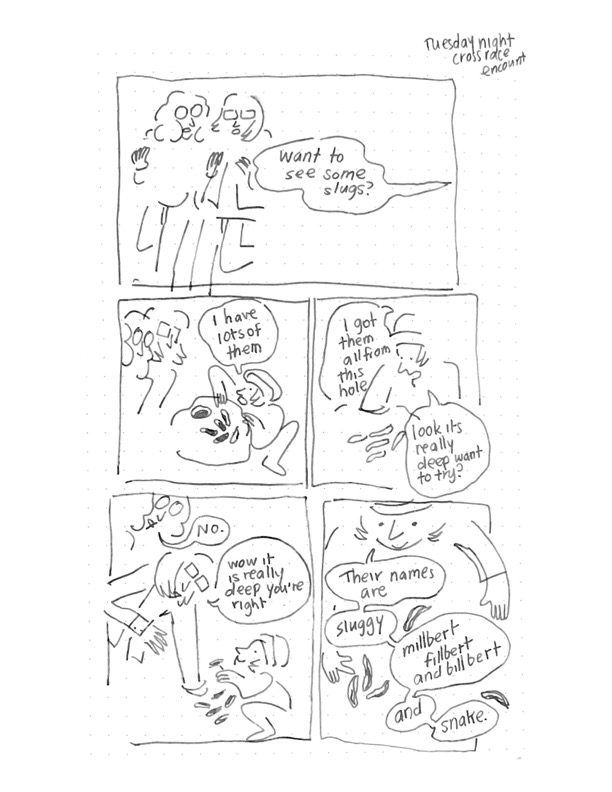 Tuesday night
cross race
encount
want to
see some
slugs?
I have
lots of
them
I got
them
all from
this
hole
look its
really
deep want
to try?
NO.
wow it
is really
deep you're
right
Their names
are
sluggy
millbert
filbert
and billbert
and
snake.